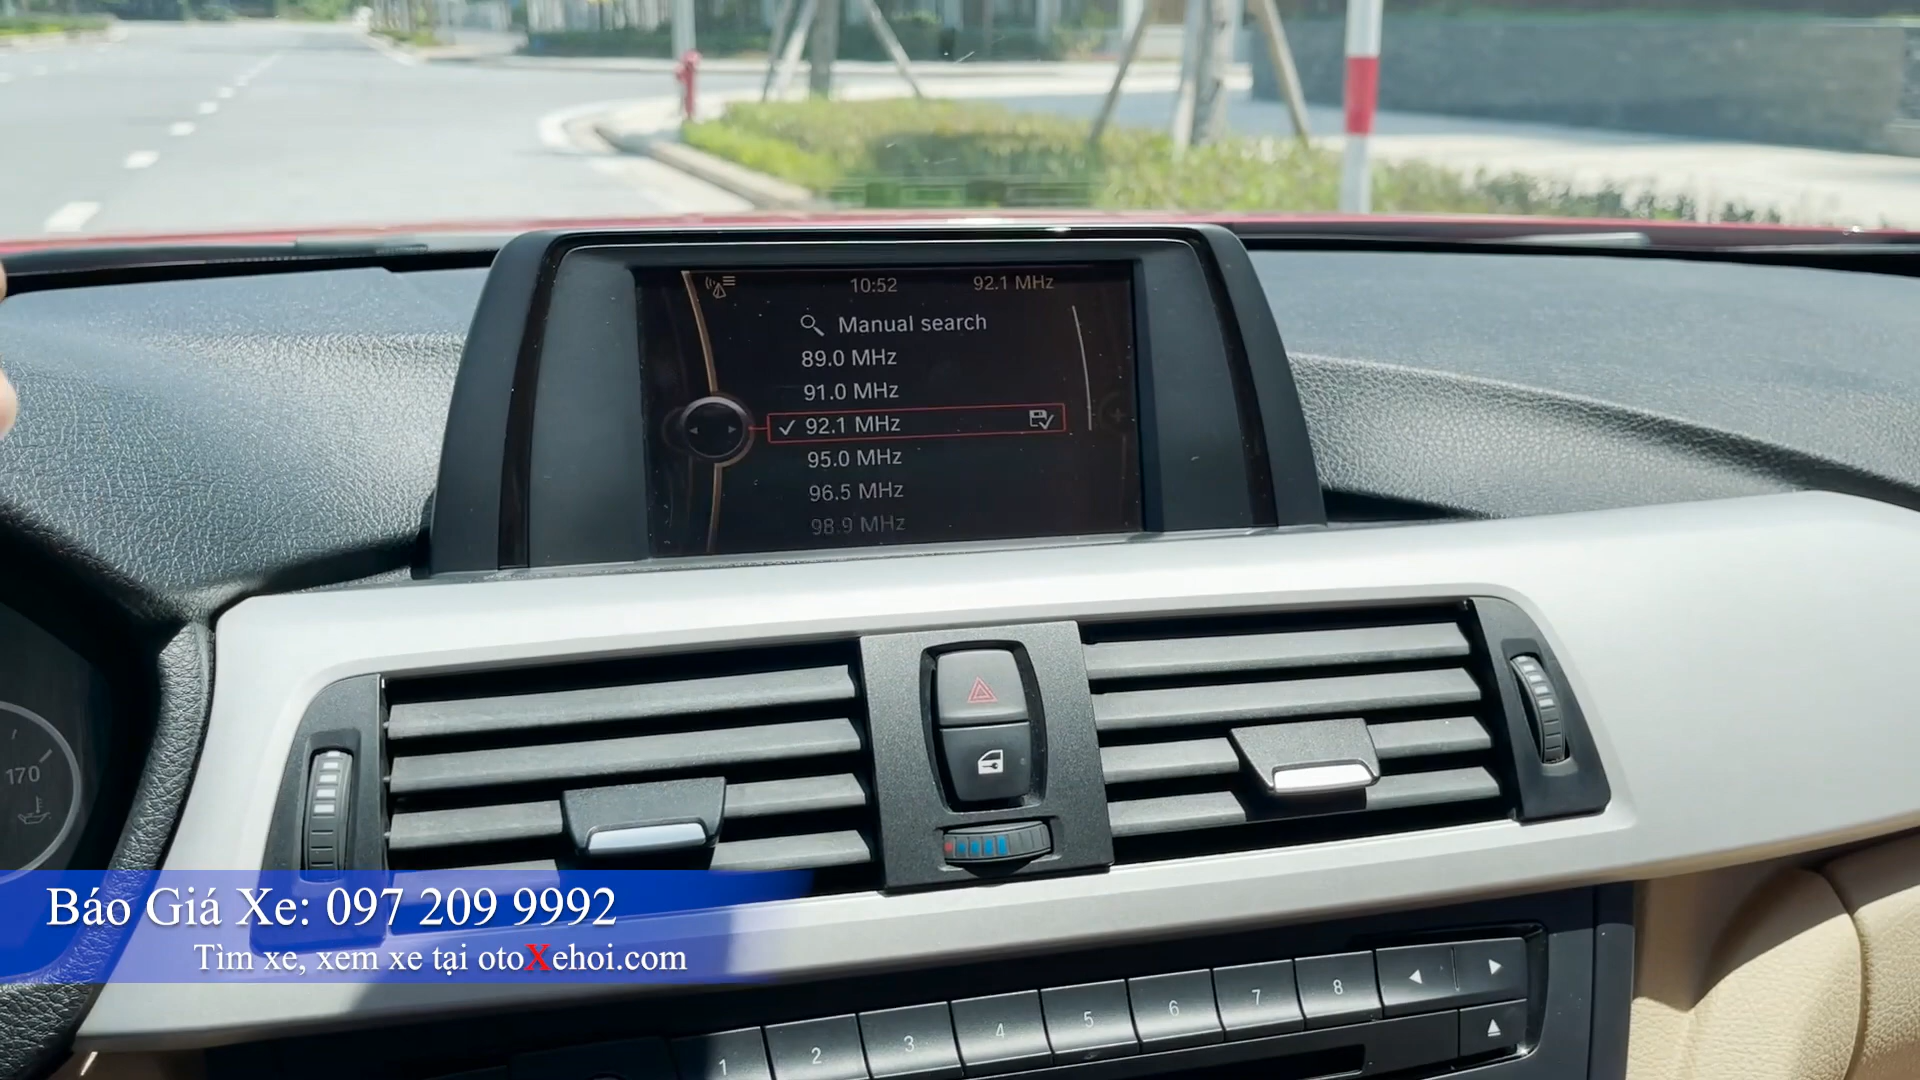 10:52 92.1 MHz
Manual search
89.0 MHz
91.0 MHz
92.1 MHz
95.0 MHz
96.5 MHz
98.9 MHz
170
Báo Giá Xe: 097 209 9992
Tìm xe, xem xe tại otoXehoi.com
1 2 3 4 5 6 7 8